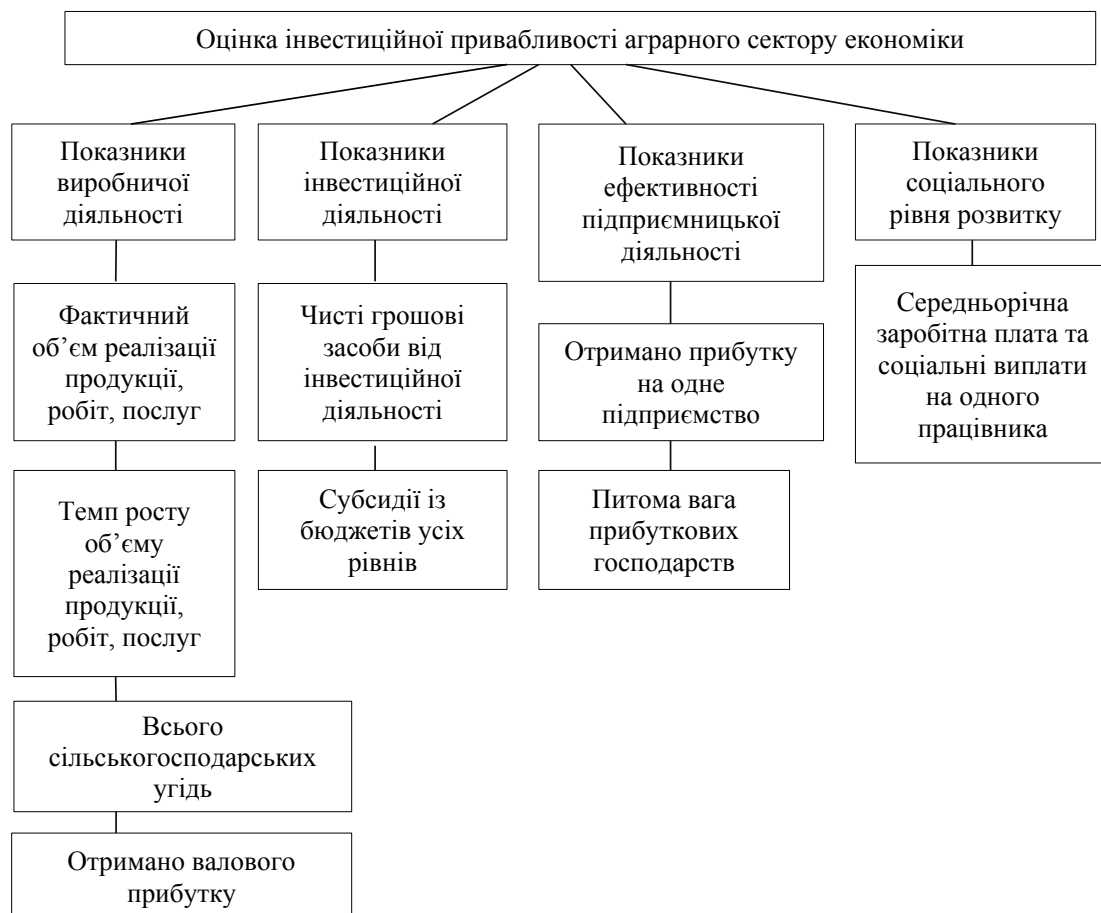 Оцінка інвестиційної привабливості аграрного сектору економіки
Показники
виробничої
діяльності
Показники
інвестиційної
діяльності
Показники
ефективності
підприємницької
діяльності
Показники
соціального
рівня розвитку
Фактичний
об’єм реалізації
продукції,
робіт, послуг
Чисті грошові
засоби від
інвестиційної
діяльності
Отримано прибутку
на одне
підприємство
Середньорічна
заробітна плата та
соціальні виплати
на одного
працівника
Темп росту
об’єму
реалізації
продукції,
робіт, послуг
Субсидії із
бюджетів усіх
рівнів
Питома вага
прибуткових
господарств
Всього
сільськогосподарських
угідь
Отримано валового
прибутку